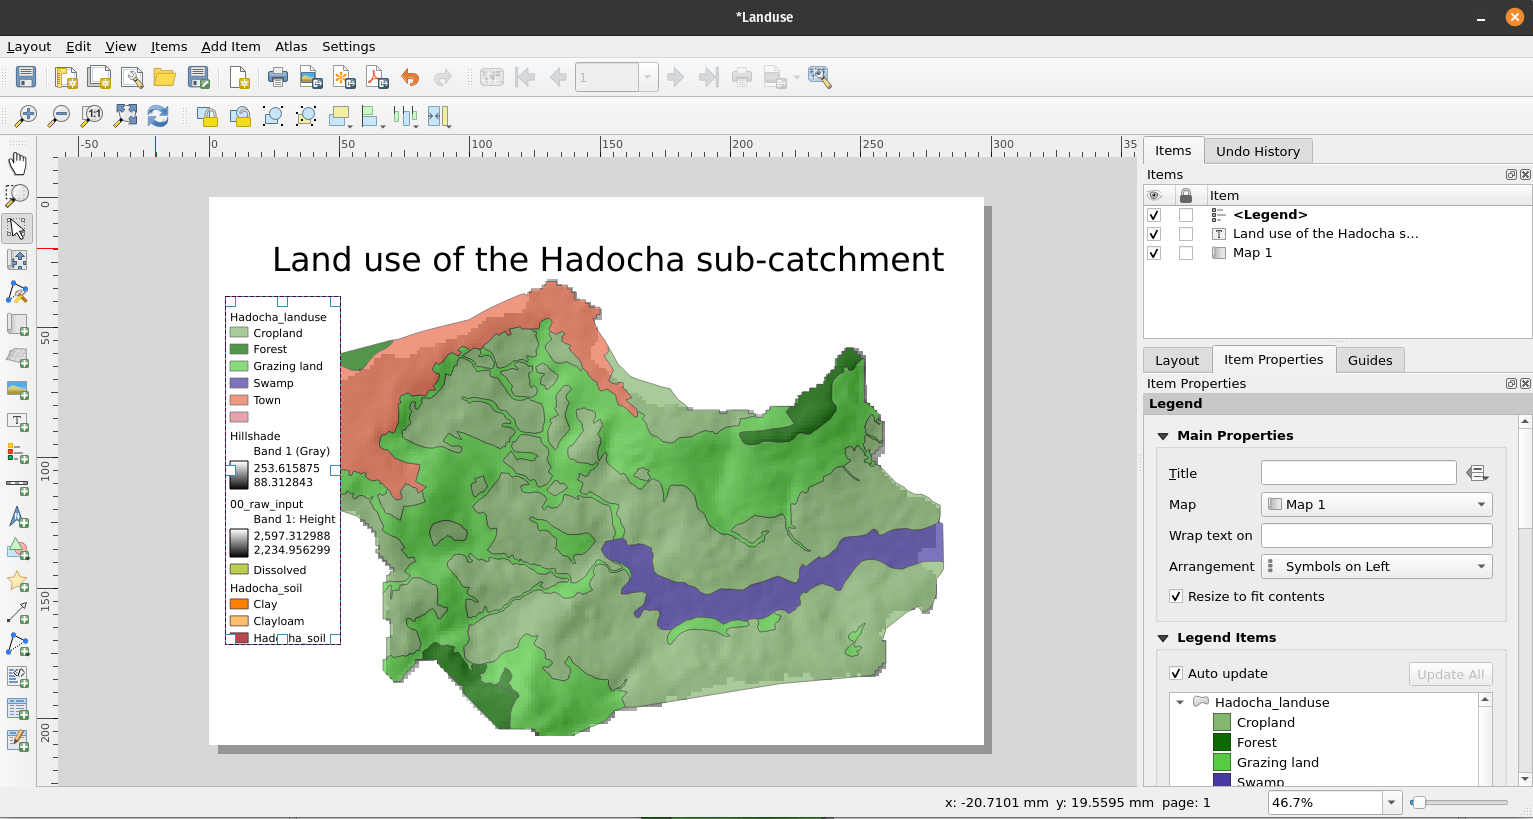 *Landuse
Layout Edit View Items Add Item Atlas Settings
1
1:1
-50 0 50 100 150 200 250 300 35
0
50
100
150
200
Land use of the Hadocha sub-catchment
Hadocha_landuse
Cropland
Forest
Grazing land
Swamp
Town
Hillshade
Band 1 (Gray)
253.615875
88.312843
00_raw_input
Band 1: Height
2,597.312988
2,234.956299
Dissolved
Hadocha_soil
Clay
Clayloam
Hadocha_soil
Items Undo History
Items
Item
<Legend>
Land use of the Hadocha s...
Map 1
Layout Item Properties Guides
Item Properties
Legend
Main Properties
Title
Map Map 1
Wrap text on
Arrangement Symbols on Left
Resize to fit contents
Legend Items
Auto update Update All
Hadocha_landuse
Cropland
Forest
Grazing land
Swamp
x: -20.7101 mm y: 19.5595 mm page: 1 46.7%